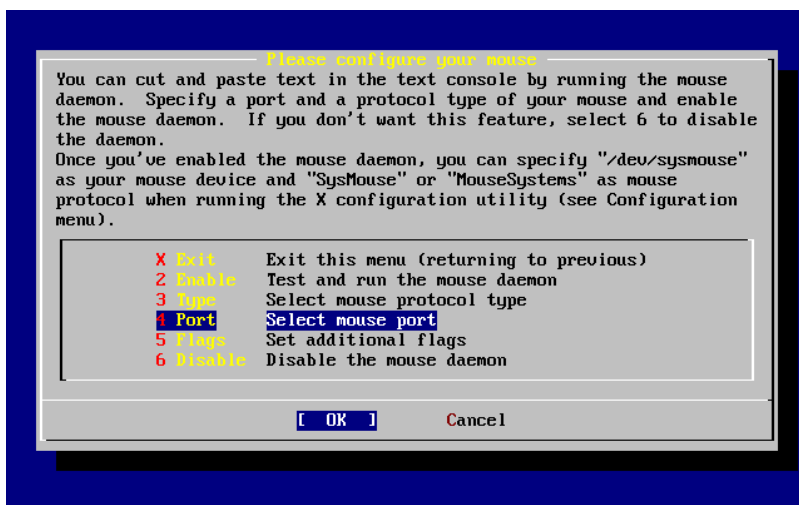 Please configure your mouse
You can cut and paste text in the text console by running the mouse
daemon.  Specify a port and a protocol type of your mouse and enable
the mouse daemon.  If you don't want this feature, select 6 to disable
the daemon.
Once you've enabled the mouse daemon, you can specify "/dev/sysmouse"
as your mouse device and "SysMouse" or "MouseSystems" as mouse
protocol when running the X configuration utility (see Configuration
menu).
X Exit Exit this menu (returning to previous)
2 Enable Test and run the mouse daemon
3 Type Select mouse protocol type
4 Port Select mouse port
5 Flags Set additional flags
6 Disable Disable the mouse daemon
[ OK ] Cancel